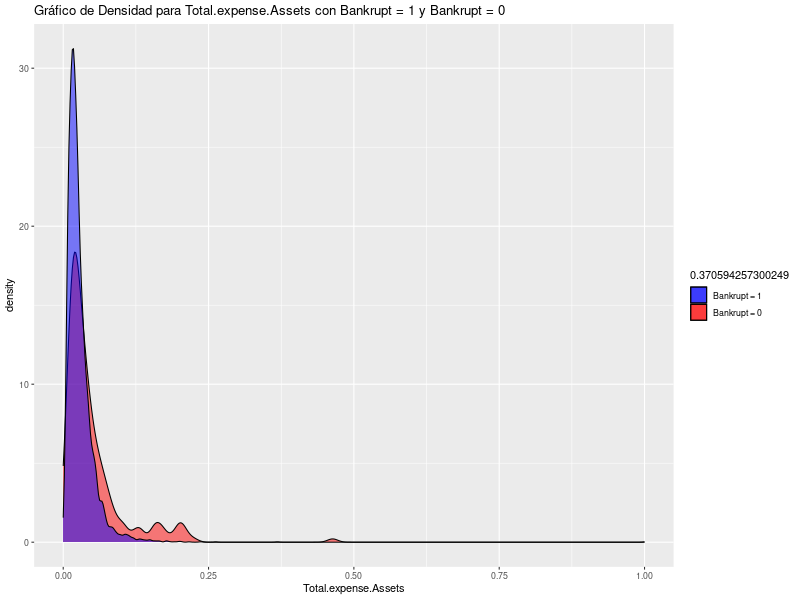 Gráfico de Densidad para Total.expense.Assets con Bankrupt = 1 y Bankrupt = 0
30
20
10
0
density
0.00
0.25
0.50
0.75
1.00
Total.expense.Assets
0.370594257300249
Bankrupt = 1
Bankrupt = 0